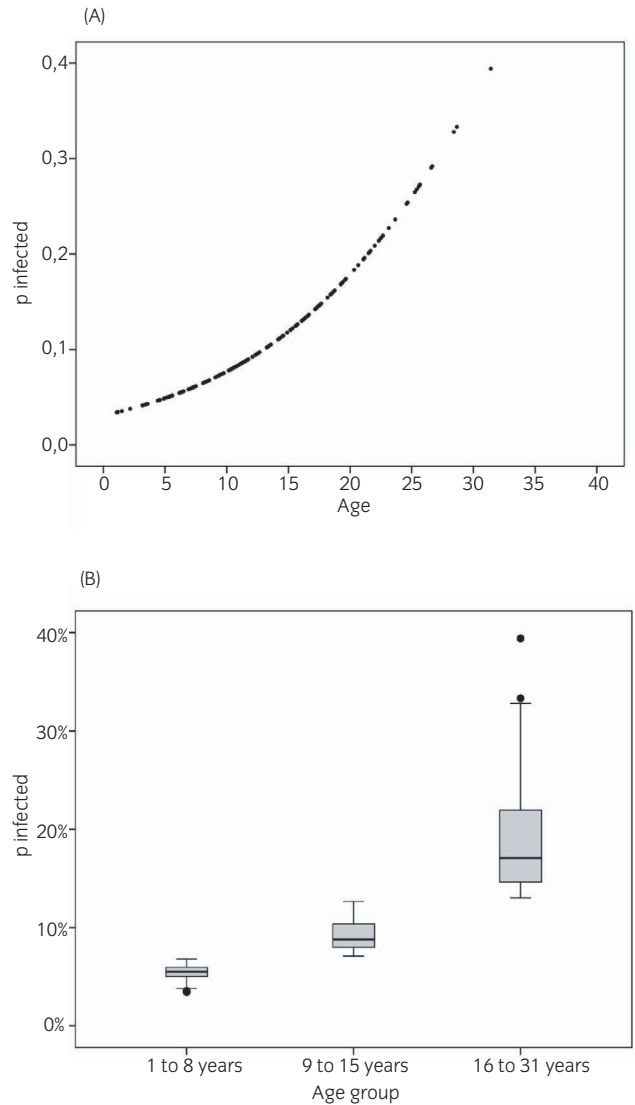 (A)
0,4
0,3
0,2
0,1
0,0
p infected
0 5 10 15 20 25 30 35 40
Age
(B)
40%
30%
20%
10%
0%
p infected
1 to 8 years 9 to 15 years 16 to 31 years
Age group